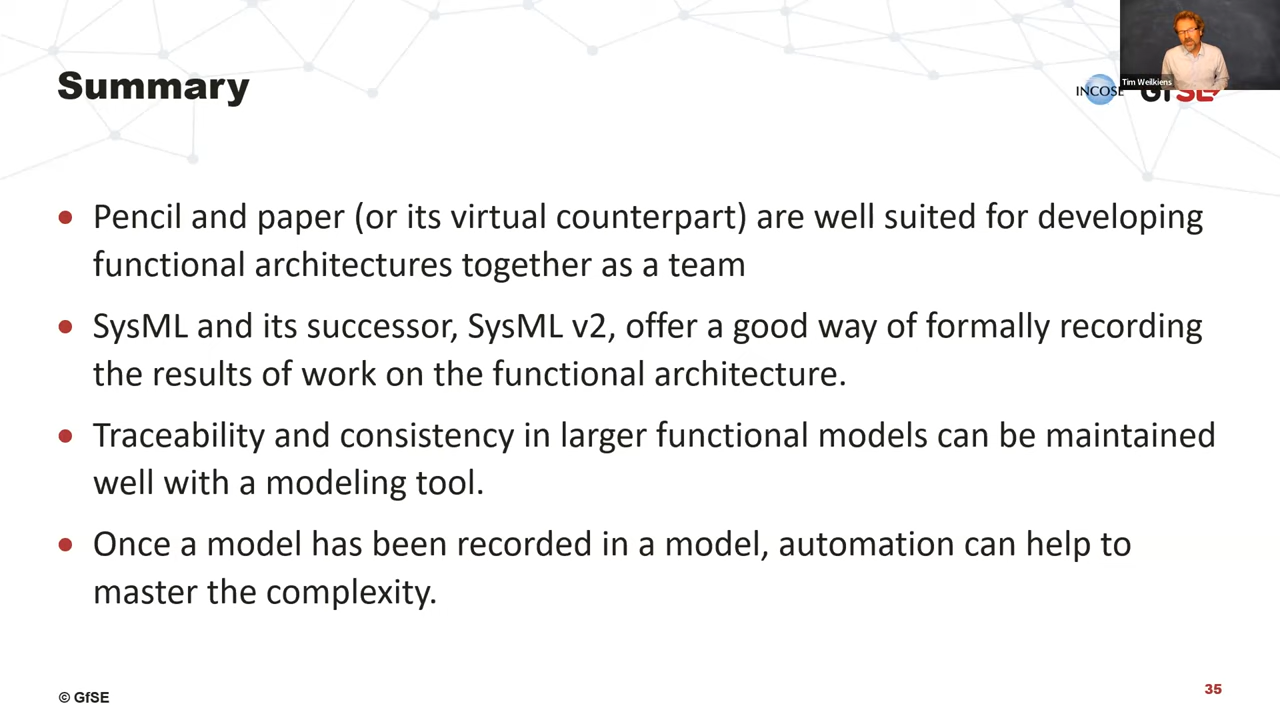 Summary
INCOSE
GfSE
Tim Weilkiens
Pencil and paper (or its virtual counterpart) are well suited for developing
functional architectures together as a team
SysML and its successor, SysML v2, offer a good way of formally recording
the results of work on the functional architecture.
Traceability and consistency in larger functional models can be maintained
well with a modeling tool.
Once a model has been recorded in a model, automation can help to
master the complexity.
© GfSE
35